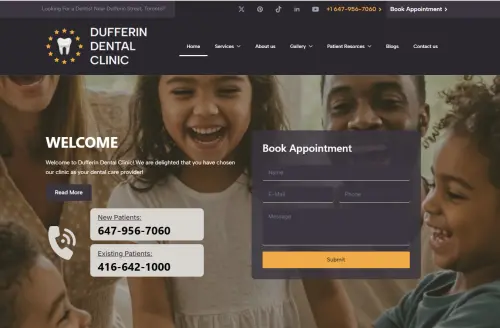 Looking For a Dentist Near Dufferin Street, Toronto?
+1 647-956-7060
Book Appointment
DUFFERIN
DENTAL
CLINIC
Home
Services
About us
Gallery
Patient Resorces
Blogs
Contact us
WELCOME
Welcome to Dufferin Dental Clinic! We are delighted that you have chosen
our clinic as your dental care provider!
Read More
New Patients:
647-956-7060
Existing Patients:
416-642-1000
Book Appointment
Name
E-Mail
Phone
Message
Submit